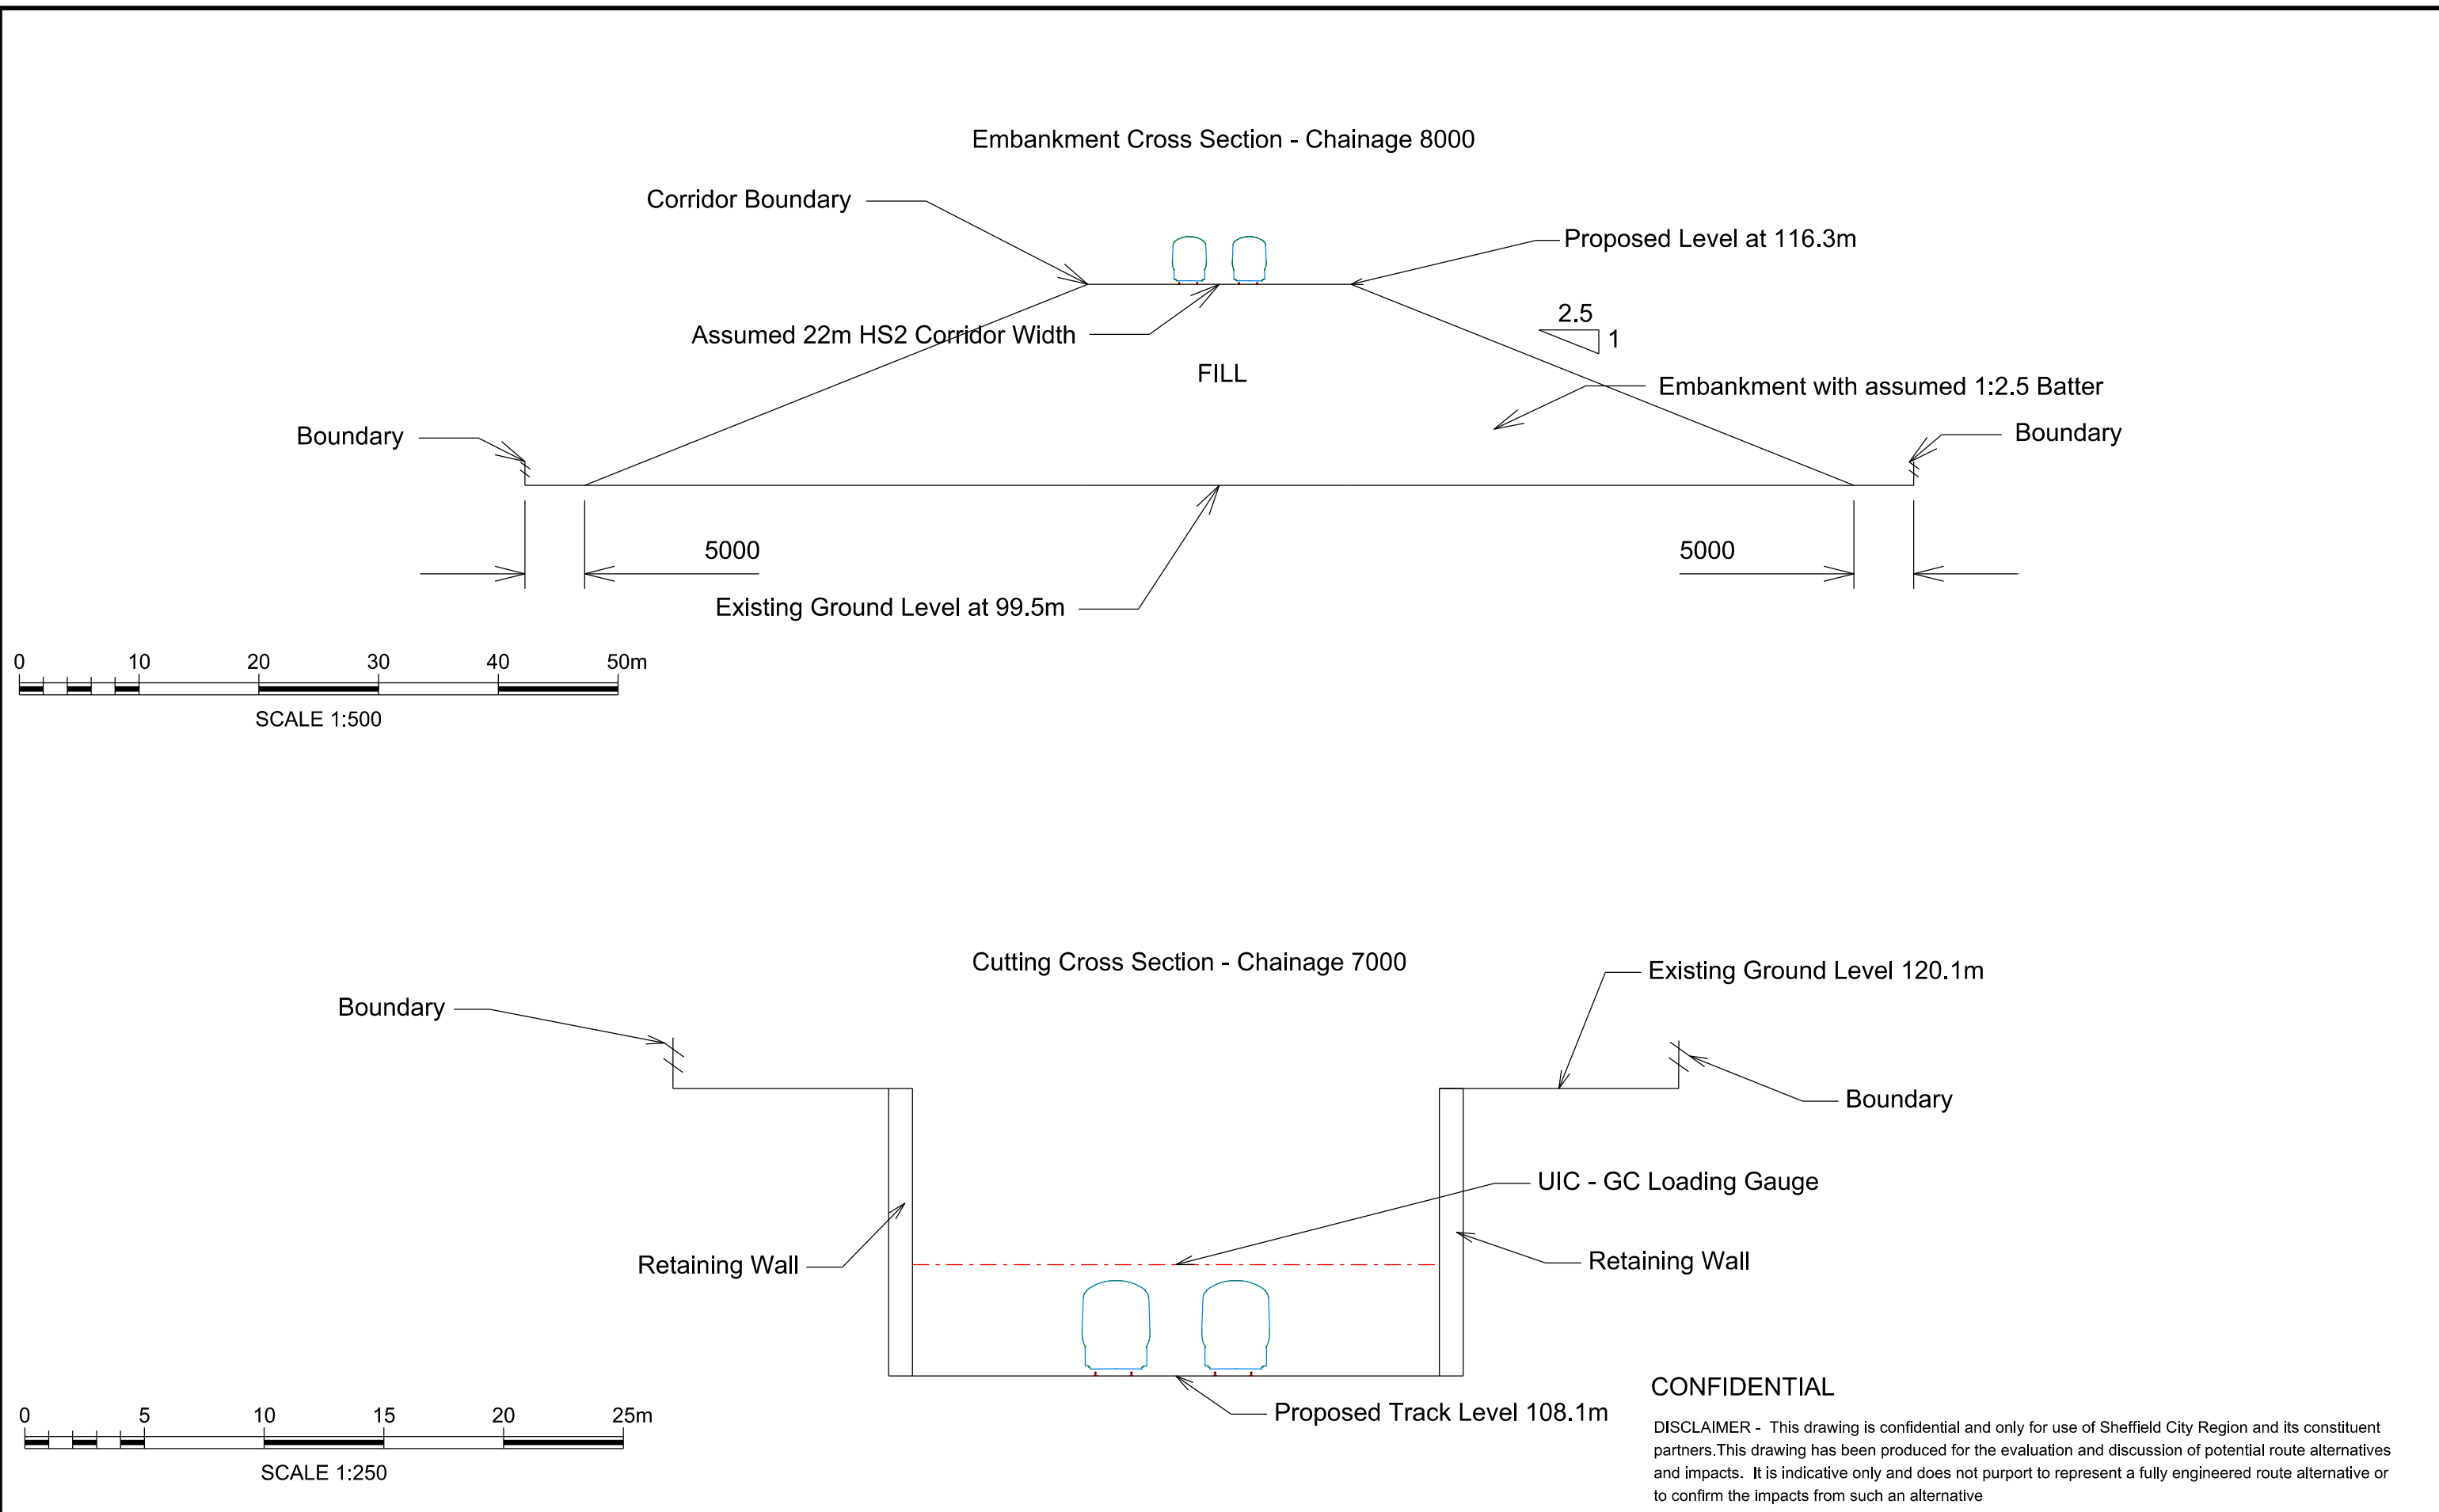 Embankment Cross Section - Chainage 8000
Corridor Boundary
Proposed Level at 116.3m
2.5
1
Assumed 22m HS2 Corridor Width
FILL
Embankment with assumed 1:2.5 Batter
Boundary
Boundary
5000
5000
Existing Ground Level at 99.5m
0 10 20 30 40 50m
SCALE 1:500
Cutting Cross Section - Chainage 7000
Existing Ground Level 120.1m
Boundary
Boundary
UIC - GC Loading Gauge
Retaining Wall
Retaining Wall
Proposed Track Level 108.1m
0 5 10 15 20 25m
SCALE 1:250
CONFIDENTIAL
DISCLAIMER - This drawing is confidential and only for use of Sheffield City Region and its constituent
partners.This drawing has been produced for the evaluation and discussion of potential route alternatives
and impacts. It is indicative only and does not purport to represent a fully engineered route alternative or
to confirm the impacts from such an alternative